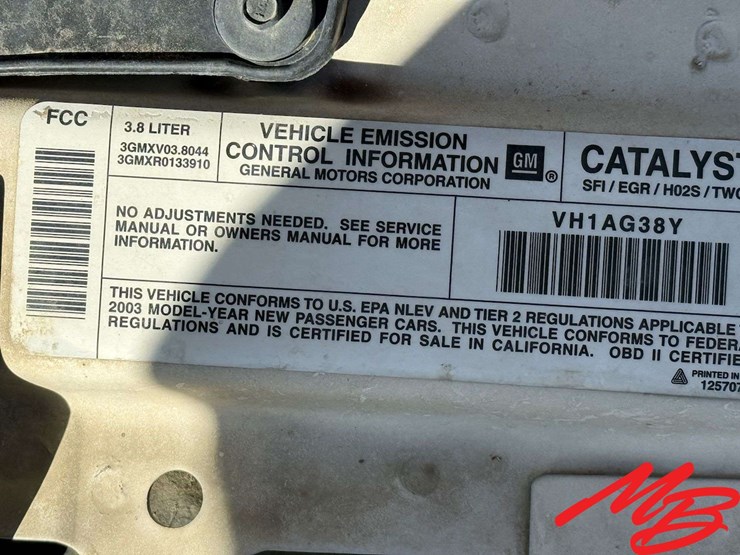 FCC
3.8 LITER
3GMXV03.8044
3GMXR0133910
VEHICLE EMISSION
CONTROL INFORMATION
GENERAL MOTORS CORPORATION
GM ®
CATALYS
SFI / EGR / HO2S / TWC
NO ADJUSTMENTS NEEDED. SEE SERVICE
MANUAL OR OWNERS MANUAL FOR MORE
INFORMATION.
VH1AG38Y
THIS VEHICLE CONFORMS TO U.S. EPA NLEV AND TIER 2 REGULATIONS APPLICABLE
2003 MODEL-YEAR NEW PASSENGER CARS. THIS VEHICLE CONFORMS TO FEDERA
REGULATIONS AND IS CERTIFIED FOR SALE IN CALIFORNIA. OBD II CERTIFIE
PRINTED IN
125707
MB